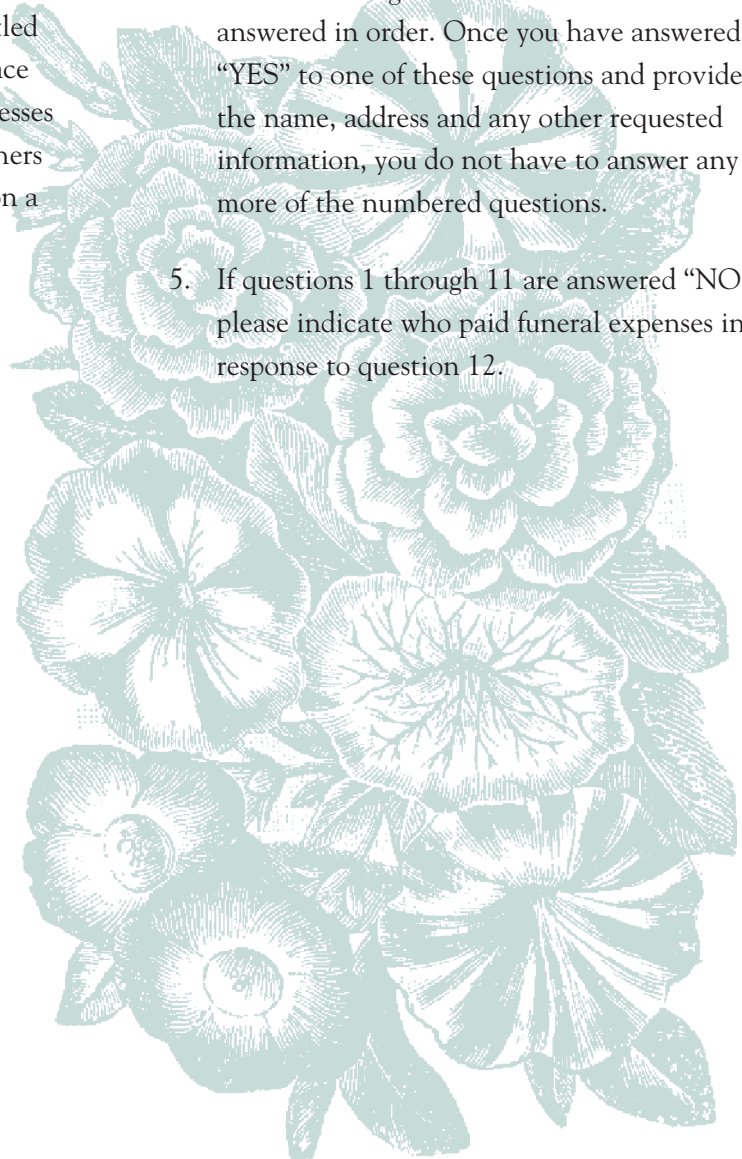 answered in order. Once you have answered
“YES” to one of these questions and provide
the name, address and any other requested
information, you do not have to answer any
more of the numbered questions.
5. If questions 1 through 11 are answered “NO
please indicate who paid funeral expenses in
response to question 12.